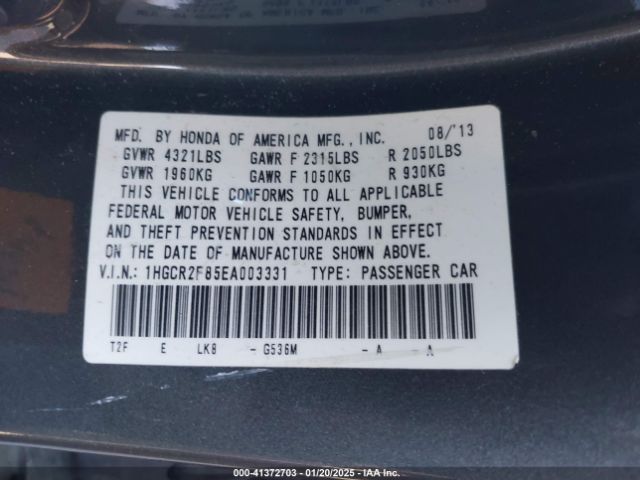 MFD. BY HONDA OF AMERICA MFG., INC. 08/'13
GVWR 4321LBS GAWR F 2315LBS R 2050LBS
GVWR 1960KG GAWR F 1050KG R 930KG
THIS VEHICLE CONFORMS TO ALL APPLICABLE
FEDERAL MOTOR VEHICLE SAFETY, BUMPER,
AND THEFT PREVENTION STANDARDS IN EFFECT
ON THE DATE OF MANUFACTURE SHOWN ABOVE.
V.I.N.: 1HGCR2F85EA003331 TYPE: PASSENGER CAR
T2F E LK8 - G536M - A - A
000-41372703 - 01/20/2025 - IAA Inc.